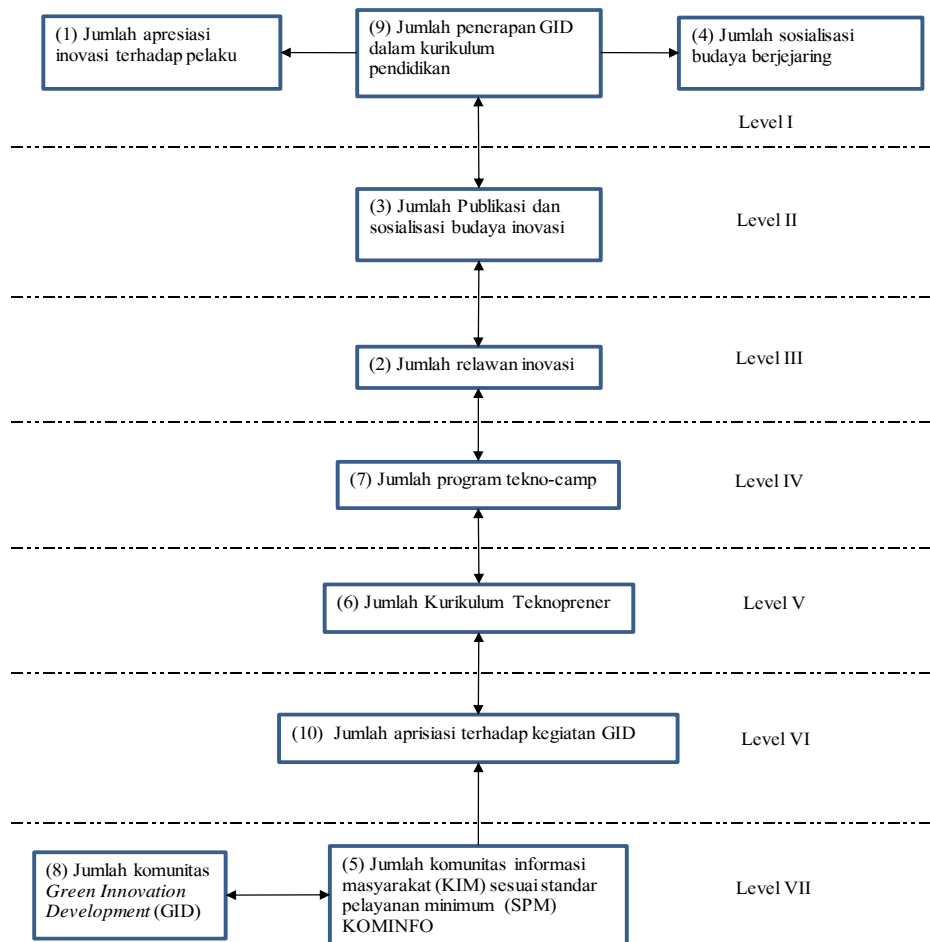 (1) Jumlah apresiasi
inovasi terhadap pelaku
(9) Jumlah penerapan GID
dalam kurikulum
pendidikan
(4) Jumlah sosialisasi
budaya berjejaring
Level I
(3) Jumlah Publikasi dan
sosialisasi budaya inovasi
Level II
(2) Jumlah relawan inovasi
Level III
(7) Jumlah program tekno-camp
Level IV
(6) Jumlah Kurikulum Teknoprener
Level V
(10) Jumlah aprisiasi terhadap kegiatan GID
Level VI
(8) Jumlah komunitas
Green Innovation
Development (GID)
(5) Jumlah komunitas informasi
masyarakat (KIM) sesuai standar
pelayanan minimum (SPM)
KOMINFO
Level VII